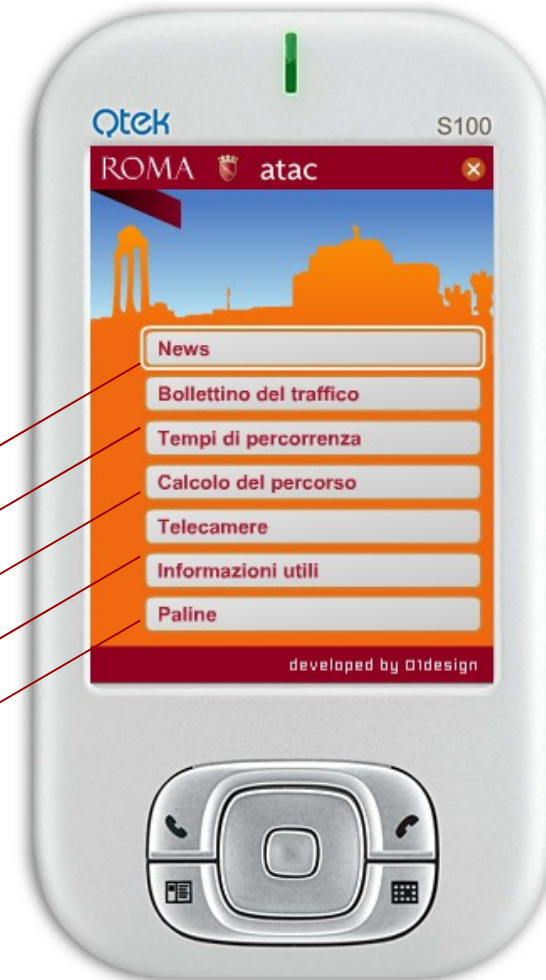 Qtek
S100
ROMA atac
News
Bollettino del traffico
Tempi di percorrenza
Calcolo del percorso
Telecamere
Informazioni utili
Paline
developed by 01design